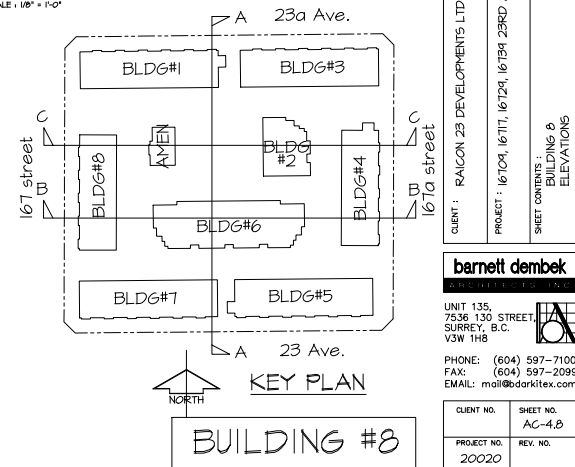 ALE : 1/8" = 1'-0"
A
23a Ave.
BLDG#1
BLDG#3
C
C
167 street
AMEN
BLDG
#2
BLDG#8
BLDG#4
167a street
B
B
BLDG#6
BLDG#7
BLDG#5
A
23 Ave.
KEY PLAN
NORTH
BUILDING #8
CLIENT : RAICON 23 DEVELOPMENTS LTD
PROJECT : 16709, 16717, 16729, 16739 23RD
SHEET CONTENTS :
BUILDING 8
ELEVATIONS
barnett dembek
ARCHITECTS INC.
UNIT 135,
7536 130 STREET,
SURREY, B.C.
V3W 1H8
PHONE: (604) 597-7100
FAX: (604) 597-2099
EMAIL: mail@bdarkitex.com
CLIENT NO.
SHEET NO.
AC-4.8
PROJECT NO.
20020
REV. NO.